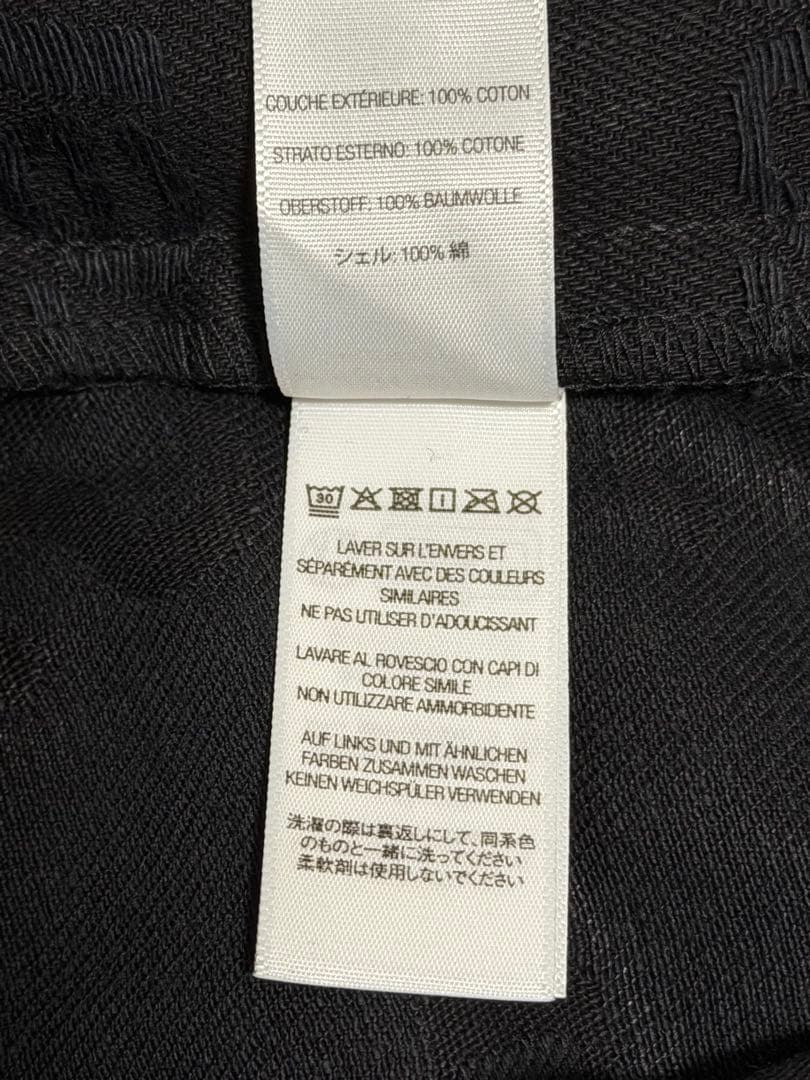 COUCHE EXTÉRIEURE: 100% COTON
STRATO ESTERNO: 100% COTONE
OBERSTOFF: 100% BAUMWOLLE
シェル: 100% 綿
30
LAVER SUR L'ENVERS ET
SÉPARÉMENT AVEC DES COULEURS
SIMILAIRES
NE PAS UTILISER D'ADOUCISSANT
LAVARE AL ROVESCIO CON CAPI DI
COLORE SIMILE
NON UTILIZZARE AMMORBIDENTE
AUF LINKS UND MIT ÄHNLICHEN
FARBEN ZUSAMMEN WASCHEN
KEINEN WEICHSPÜLER VERWENDEN
洗濯の際は裏返しにして、同系色
のものと一緒に洗ってください
柔軟剤は使用しないでください